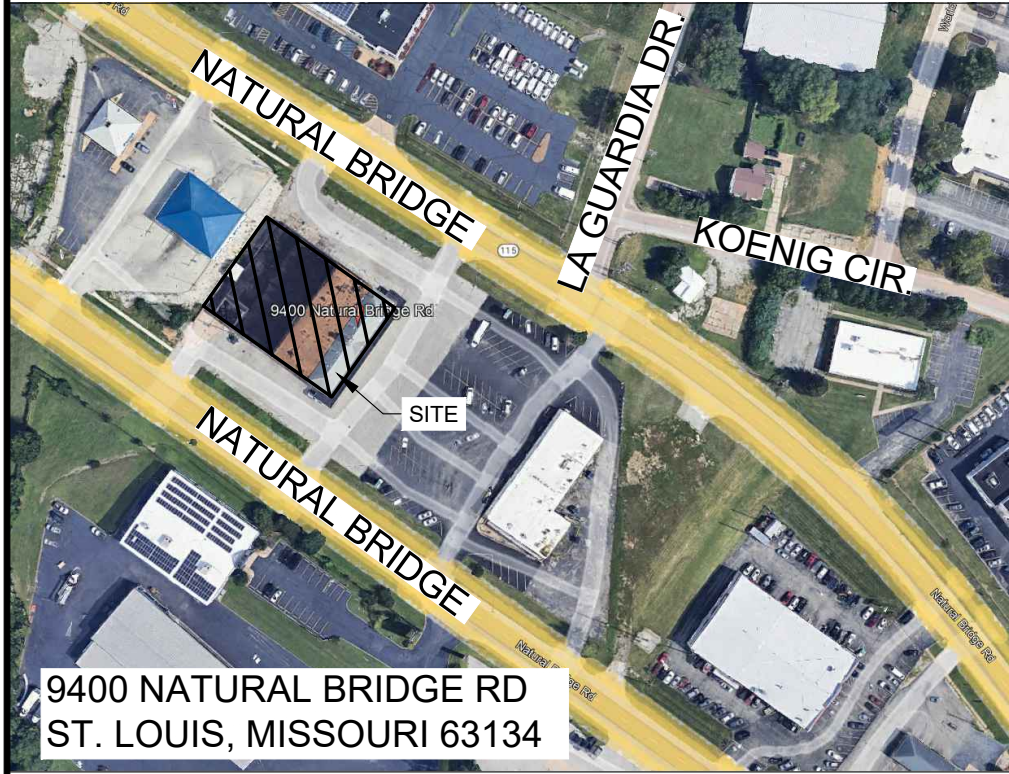 Rd
NATURAL BRIDGE
LA GUARDIA DR.
115
KOENIG CIR.
9400 Natural Bridge Rd
SITE
NATURAL BRIDGE
Natural Bridge Rd
Natural Bridge Rd
9400 NATURAL BRIDGE RD
ST. LOUIS, MISSOURI 63134